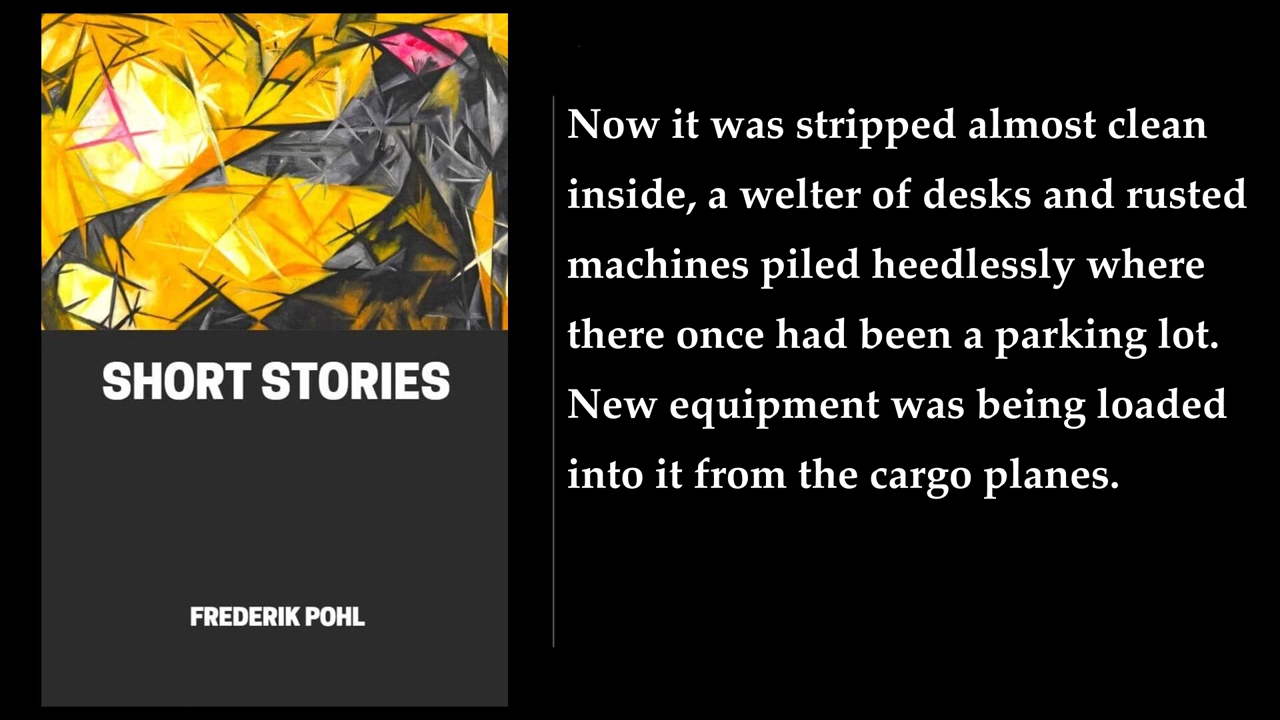 SHORT STORIES
FREDERIK POHL
Now it was stripped almost clean
inside, a welter of desks and rusted
machines piled heedlessly where
there once had been a parking lot.
New equipment was being loaded
into it from the cargo planes.